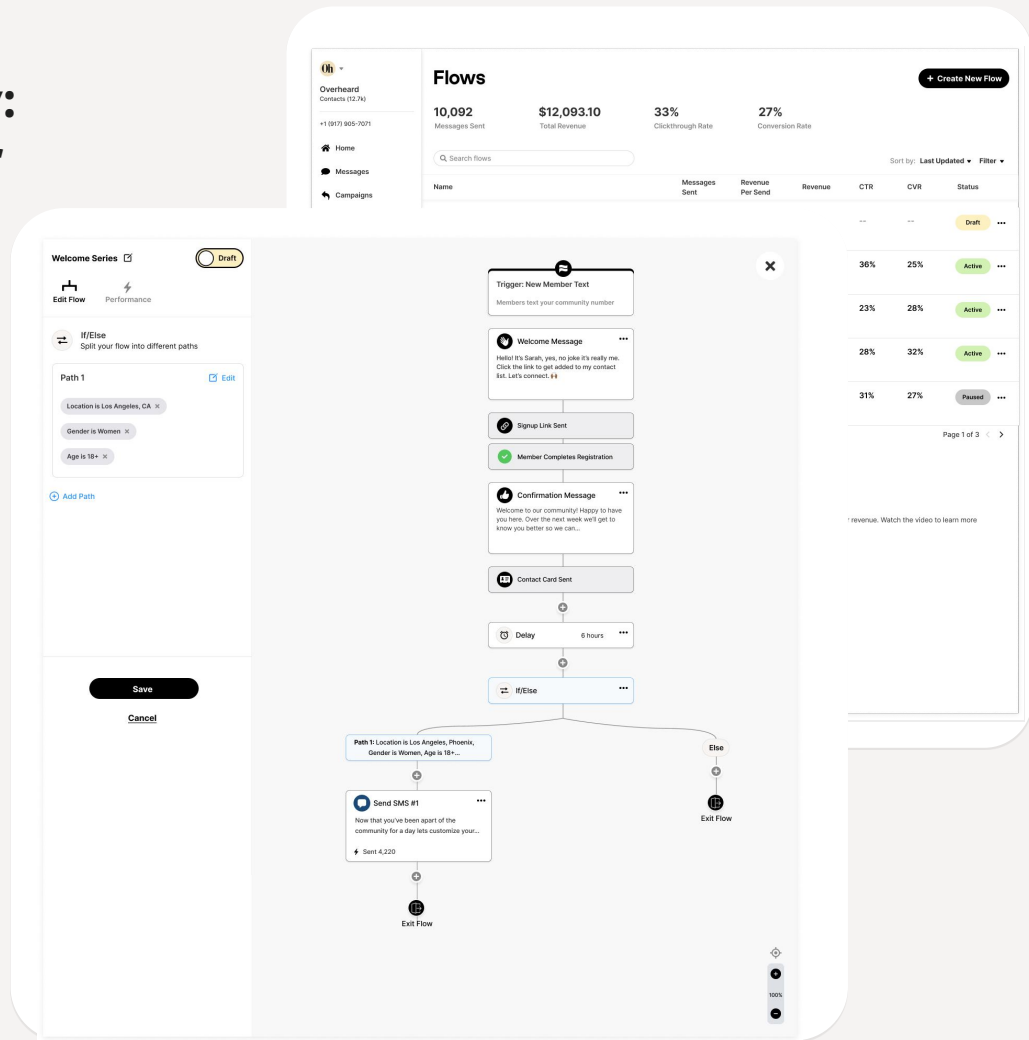 Oh
Overheard
Contacts (12.7k)
+1 (917) 905-7071
Home
Messages
Campaigns
Flows
+ Create New Flow
10,092
Messages Sent
$12,093.10
Total Revenue
33%
Clickthrough Rate
27%
Conversion Rate
Search flows
Sort by: Last Updated
Filter
Name
Messages Sent
Revenue Per Send
Revenue
CTR
CVR
Status
-- -- Draft
36% 25% Active
23% 28% Active
28% 32% Active
31% 27% Paused
Page 1 of 3
revenue. Watch the video to learn more
Welcome Series
Draft
Edit Flow
Performance
If/Else
Split your flow into different paths
Path 1
Edit
Location is Los Angeles, CA ×
Gender is Women ×
Age is 18+ ×
Add Path
Save
Cancel
Trigger: New Member Text
Members text your community number
Welcome Message
Hello! It's Sarah, yes, no joke it's really me.
Click the link to get added to my contact
list. Let's connect.
Signup Link Sent
Member Completes Registration
Confirmation Message
Welcome to our community! Happy to have
you here. Over the next week we'll get to
know you better so we can...
Contact Card Sent
Delay
6 hours
If/Else
Path 1: Location is Los Angeles, Phoenix,
Gender is Women, Age is 18+...
Else
Send SMS #1
Now that you've been apart of the
community for a day lets customize your...
Sent 4,220
Exit Flow
Exit Flow
100%